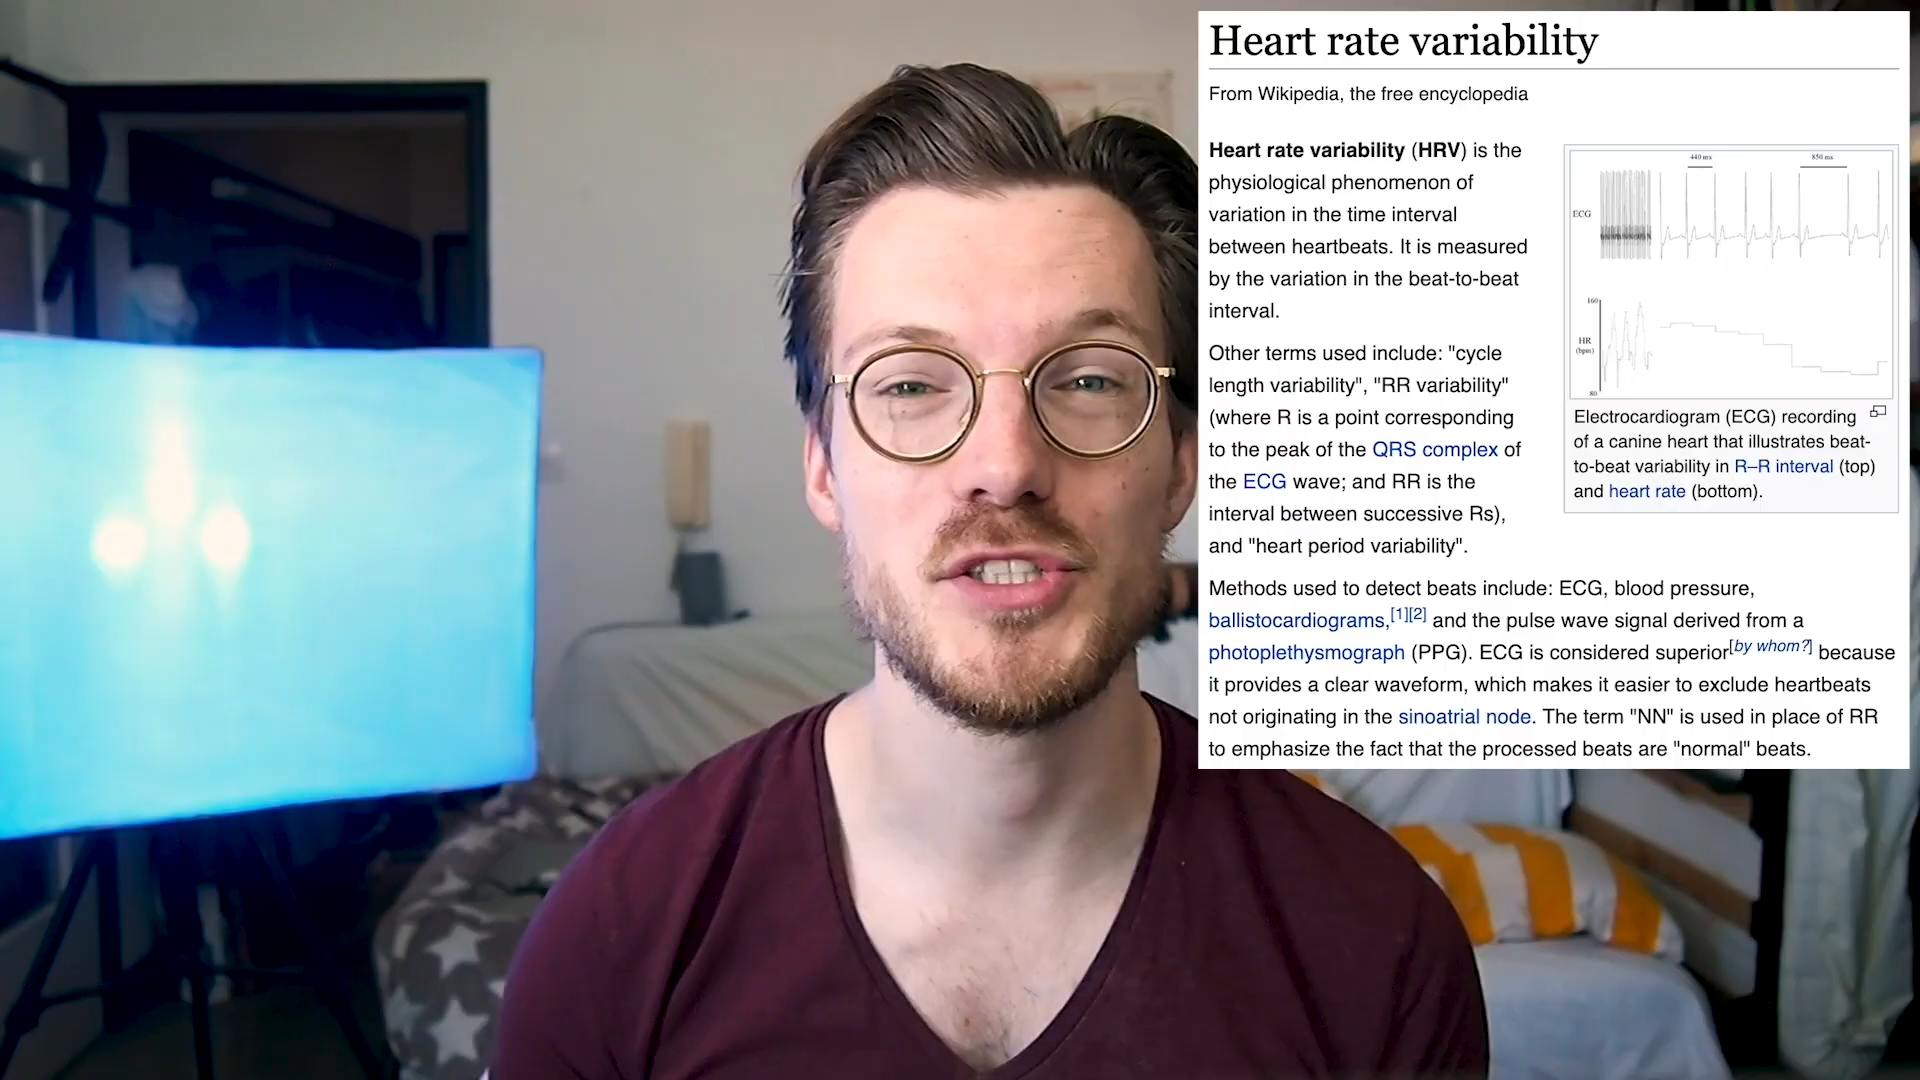 Heart rate variability
From Wikipedia, the free encyclopedia
Heart rate variability (HRV) is the
physiological phenomenon of
variation in the time interval
between heartbeats. It is measured
by the variation in the beat-to-beat
interval.
Other terms used include: "cycle
length variability", "RR variability"
(where R is a point corresponding
to the peak of the QRS complex of
the ECG wave; and RR is the
interval between successive Rs),
and "heart period variability".
440 ms
850 ms
ECG
160
HR
(bpm)
80
Electrocardiogram (ECG) recording
of a canine heart that illustrates beat-
to-beat variability in R–R interval (top)
and heart rate (bottom).
Methods used to detect beats include: ECG, blood pressure,
ballistocardiograms,[1][2] and the pulse wave signal derived from a
photoplethysmograph (PPG). ECG is considered superior[by whom?] because
it provides a clear waveform, which makes it easier to exclude heartbeats
not originating in the sinoatrial node. The term "NN" is used in place of RR
to emphasize the fact that the processed beats are "normal" beats.